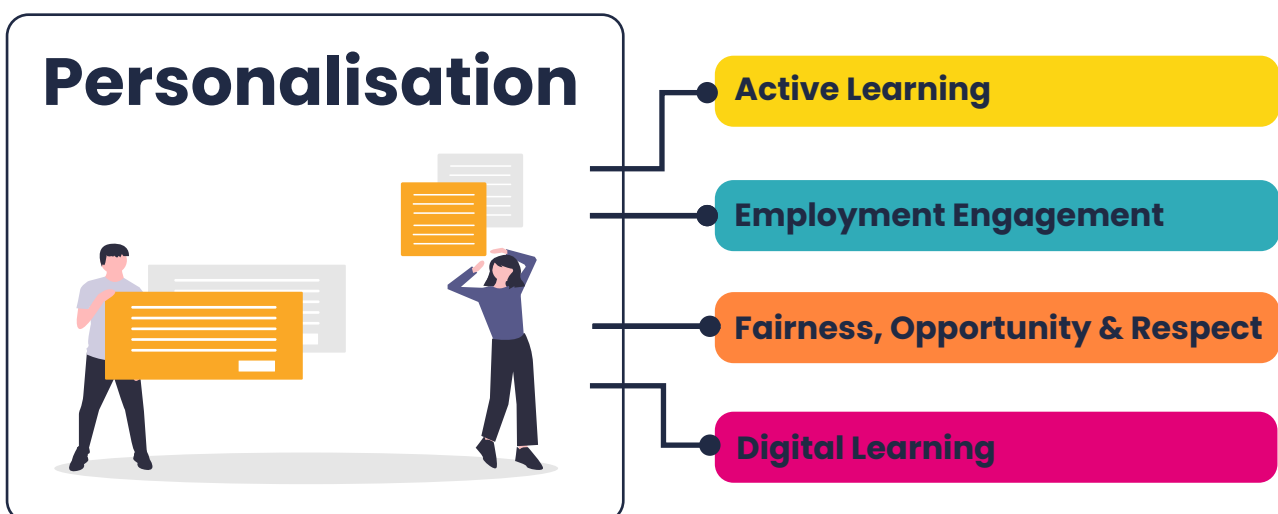 Personalisation
Active Learning
Employment Engagement
Fairness, Opportunity & Respect
Digital Learning